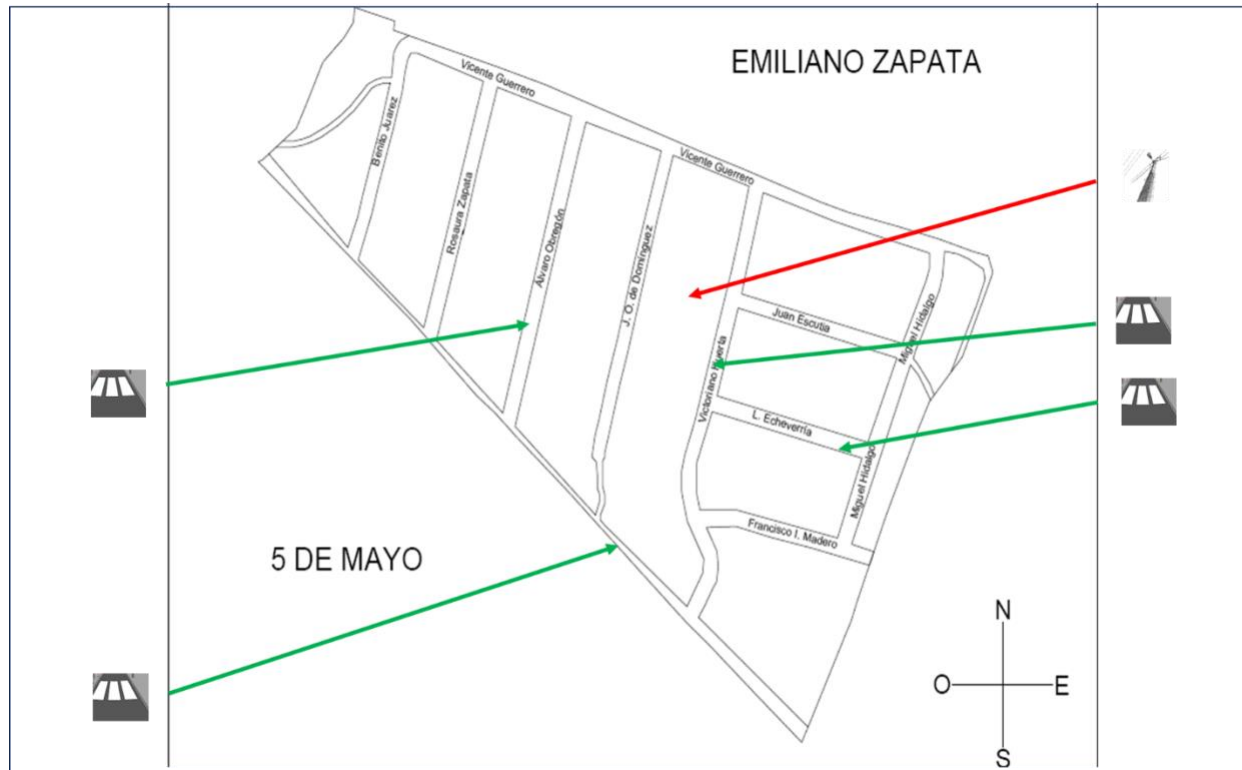 EMILIANO ZAPATA
Vicente Guerrero
Benito Juarez
Vicente Guerrero
Rosaura Zapata
Álvaro Obregón
J. O. de Domínguez
Juan Escutia
Miguel Hidalgo
Victoriano Huerta
L. Echeverría
Miguel Hidalgo
Francisco I. Madero
5 DE MAYO
N
O
E
S